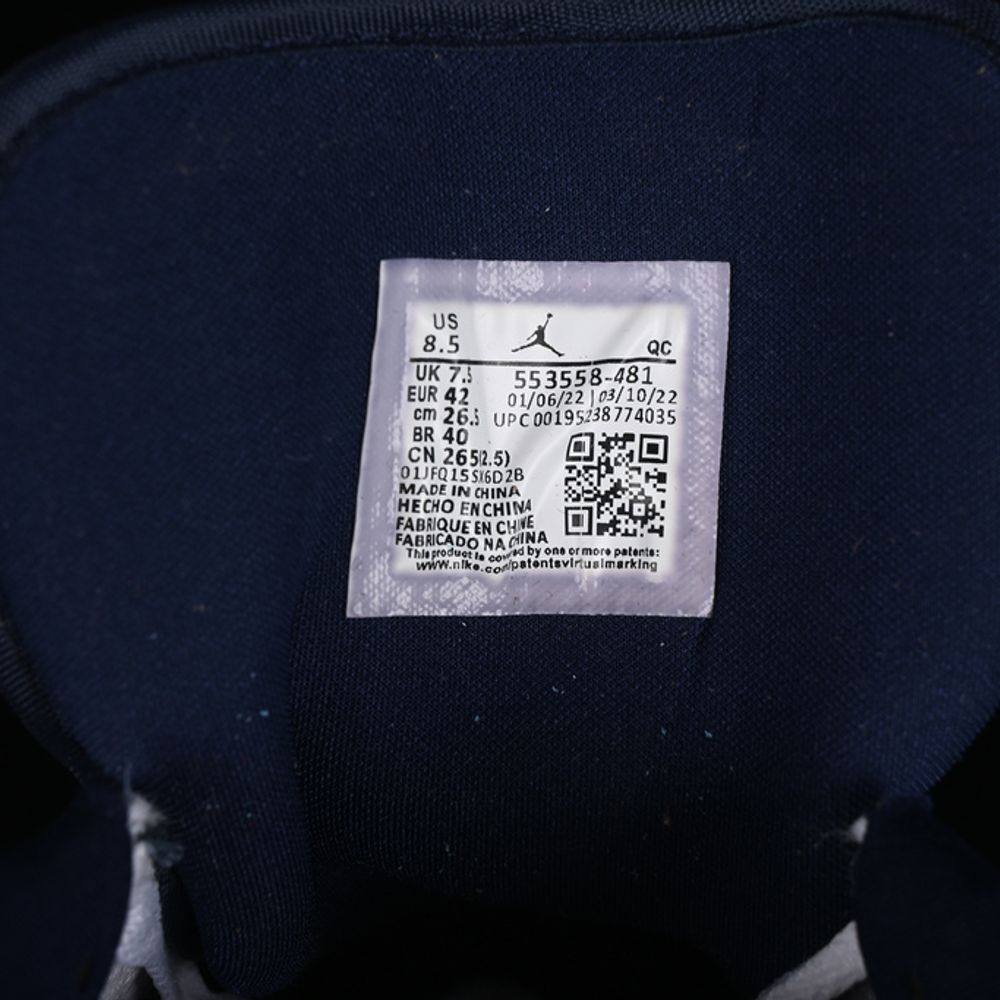 US
8.5 QC
UK 7.5 553558-481
EUR 42 01/06/22 | 03/10/22
cm 26.5 UPC 00195238774035
BR 40
CN 265(2.5)
01JFQ15SX6D2B
MADE IN CHINA
HECHO EN CHINA
FABRIQUE EN CHINE
FABRICADO NA CHINA
This product is covered by one or more patents:
www.nike.com/patentsvirtualmarking